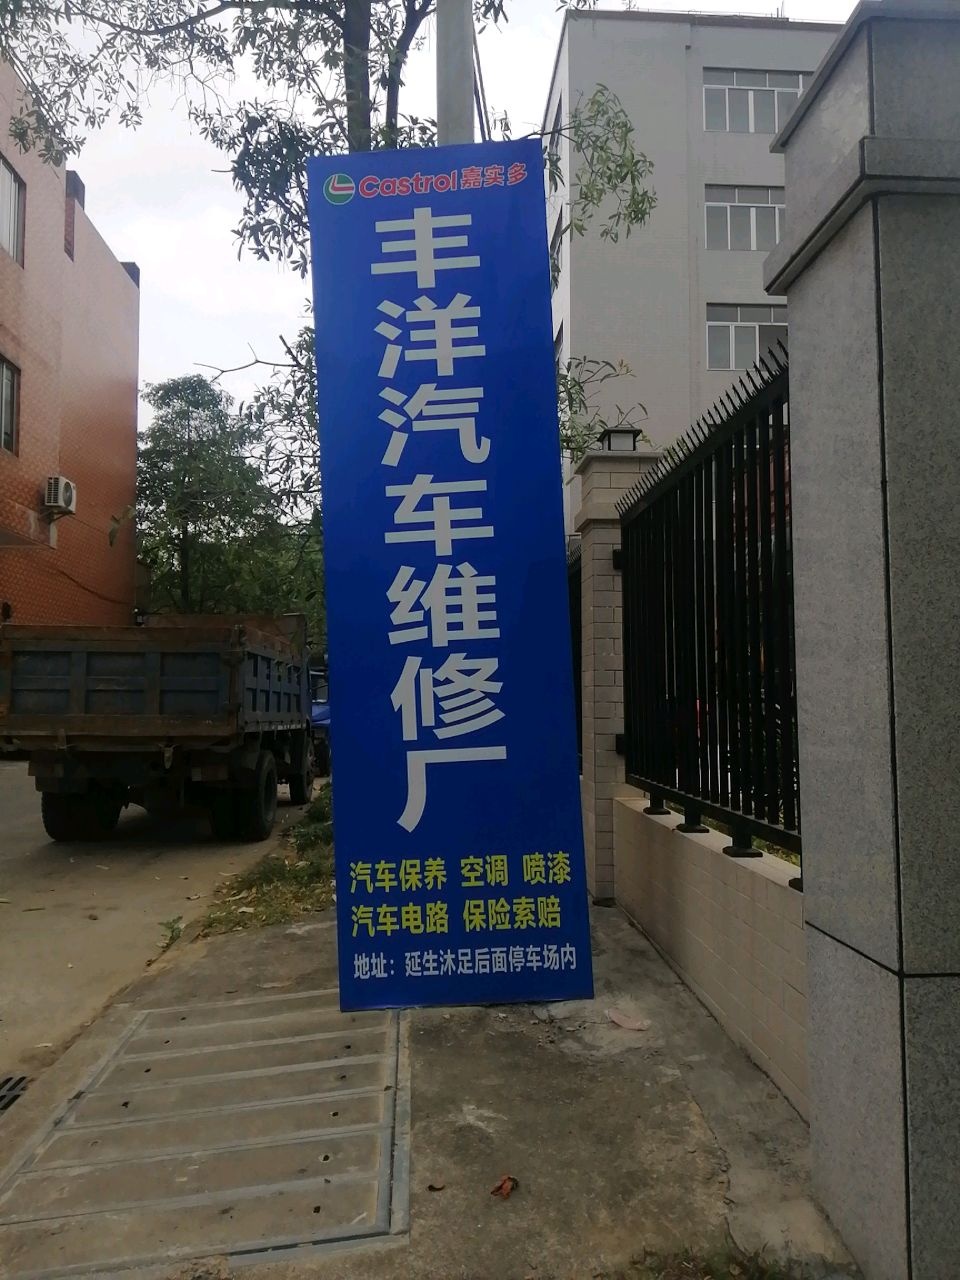 Castrol 嘉实多
丰洋汽车维修厂
汽车保养 空调 喷漆
汽车电路 保险索赔
地址：延生沐足后面停车场内